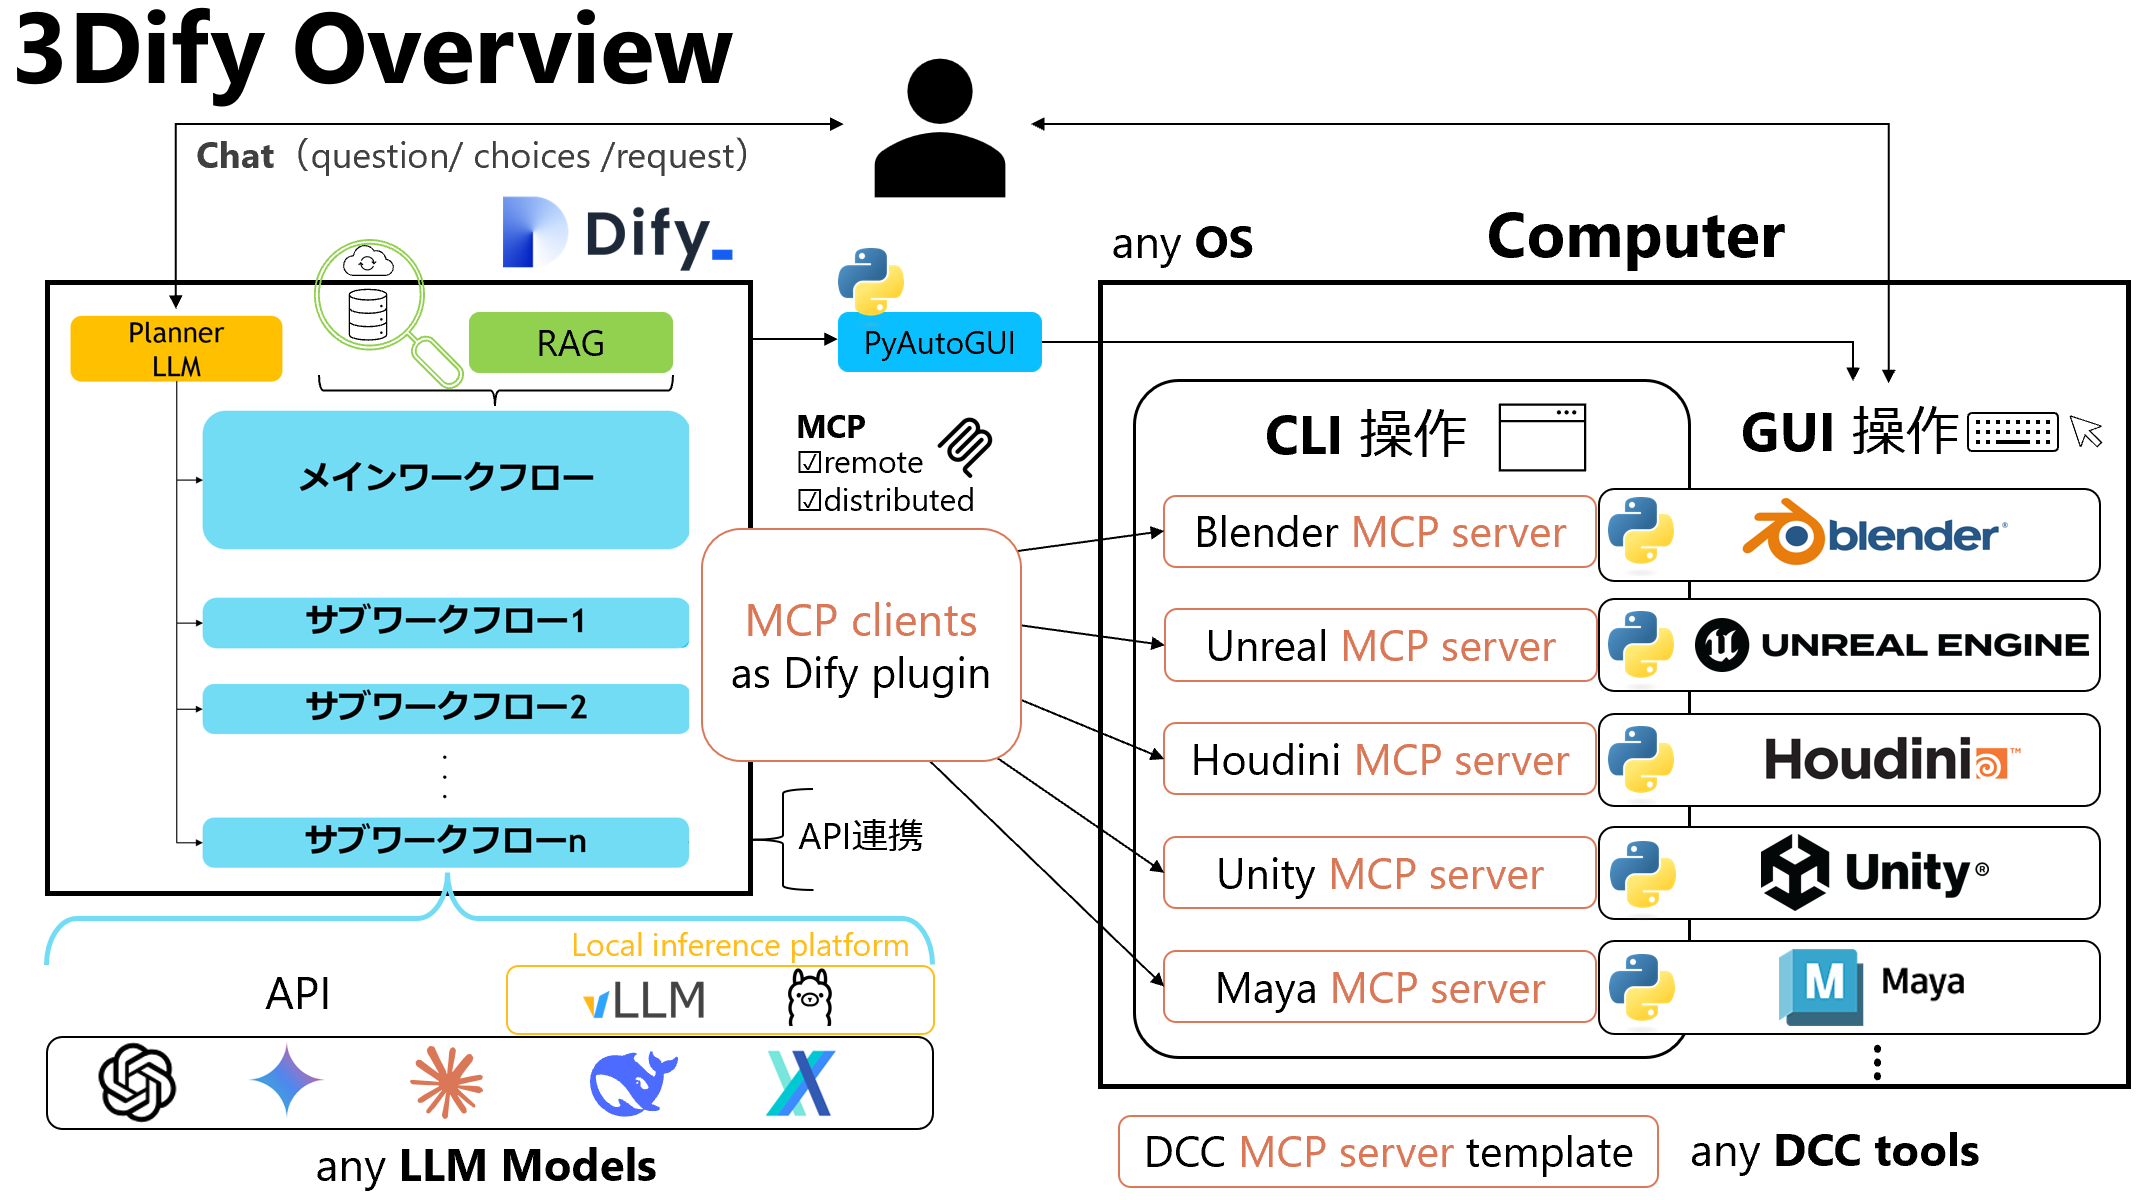 3Dify Overview
Chat（question/ choices /request）
Dify_
any OS
Computer
Planner
LLM
RAG
PyAutoGUI
メインワークフロー
サブワークフロー1
サブワークフロー2
サブワークフローn
MCP
☑remote
☑distributed
MCP clients
as Dify plugin
API連携
CLI 操作
GUI 操作
Blender MCP server
blender®
Unreal MCP server
UNREAL ENGINE
Houdini MCP server
Houdini™
Unity MCP server
Unity®
Maya MCP server
M Maya
Local inference platform
API
vLLM
any LLM Models
DCC MCP server template
any DCC tools